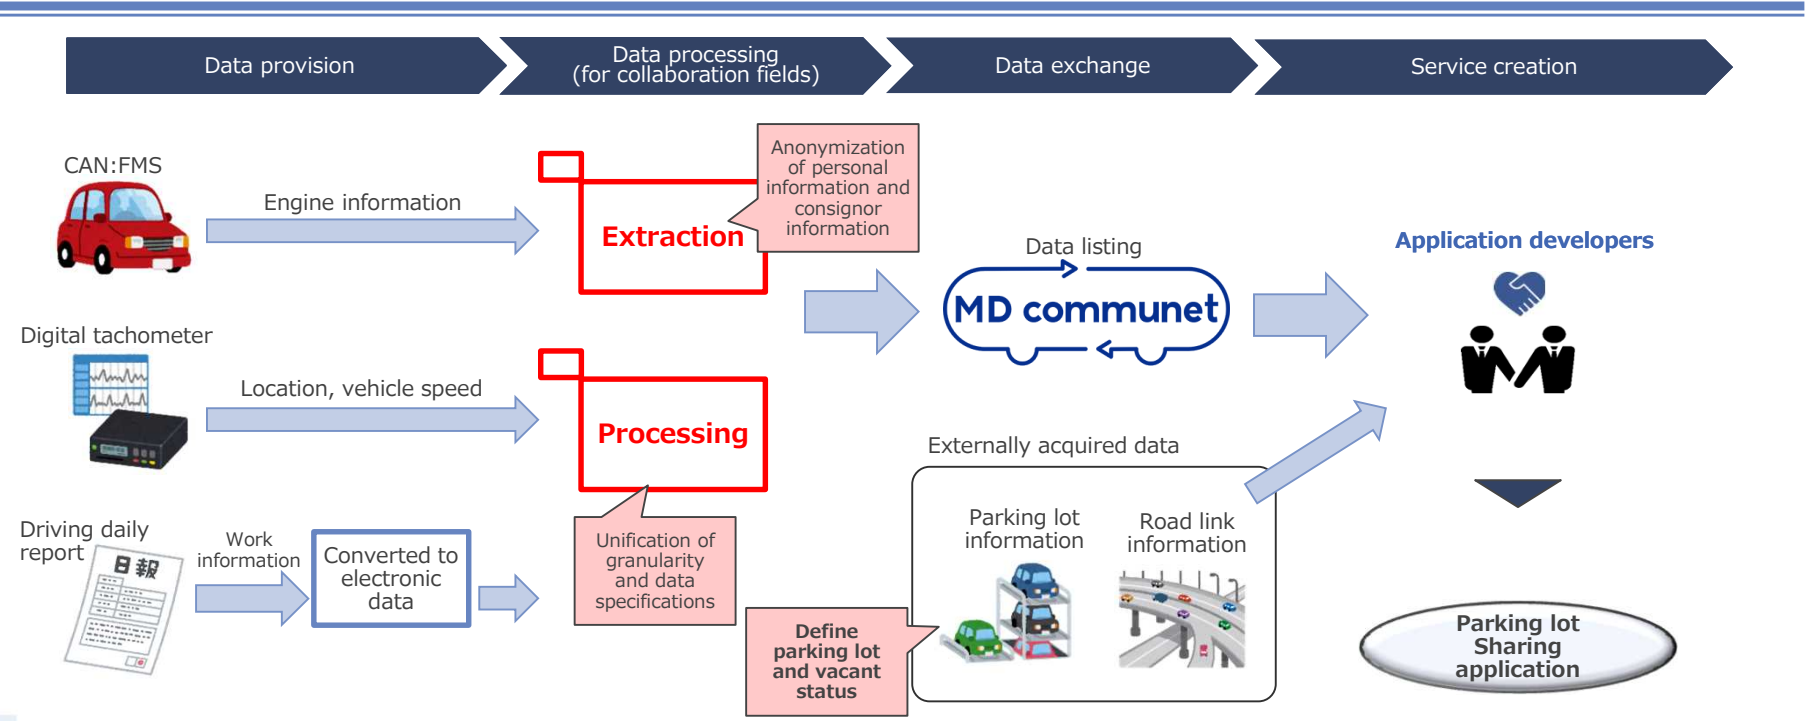 Data provision
Data processing
(for collaboration fields)
Data exchange
Service creation
CAN:FMS
Engine information
Extraction
Anonymization
of personal
information and
consignor
information
Data listing
MD communet
Application developers
Digital tachometer
Location, vehicle speed
Processing
Unification of
granularity
and data
specifications
Driving daily
report
日報
Work
information
Converted to
electronic
data
Externally acquired data
Parking lot
information
Road link
information
Define
parking lot
and vacant
status
Parking lot
Sharing
application